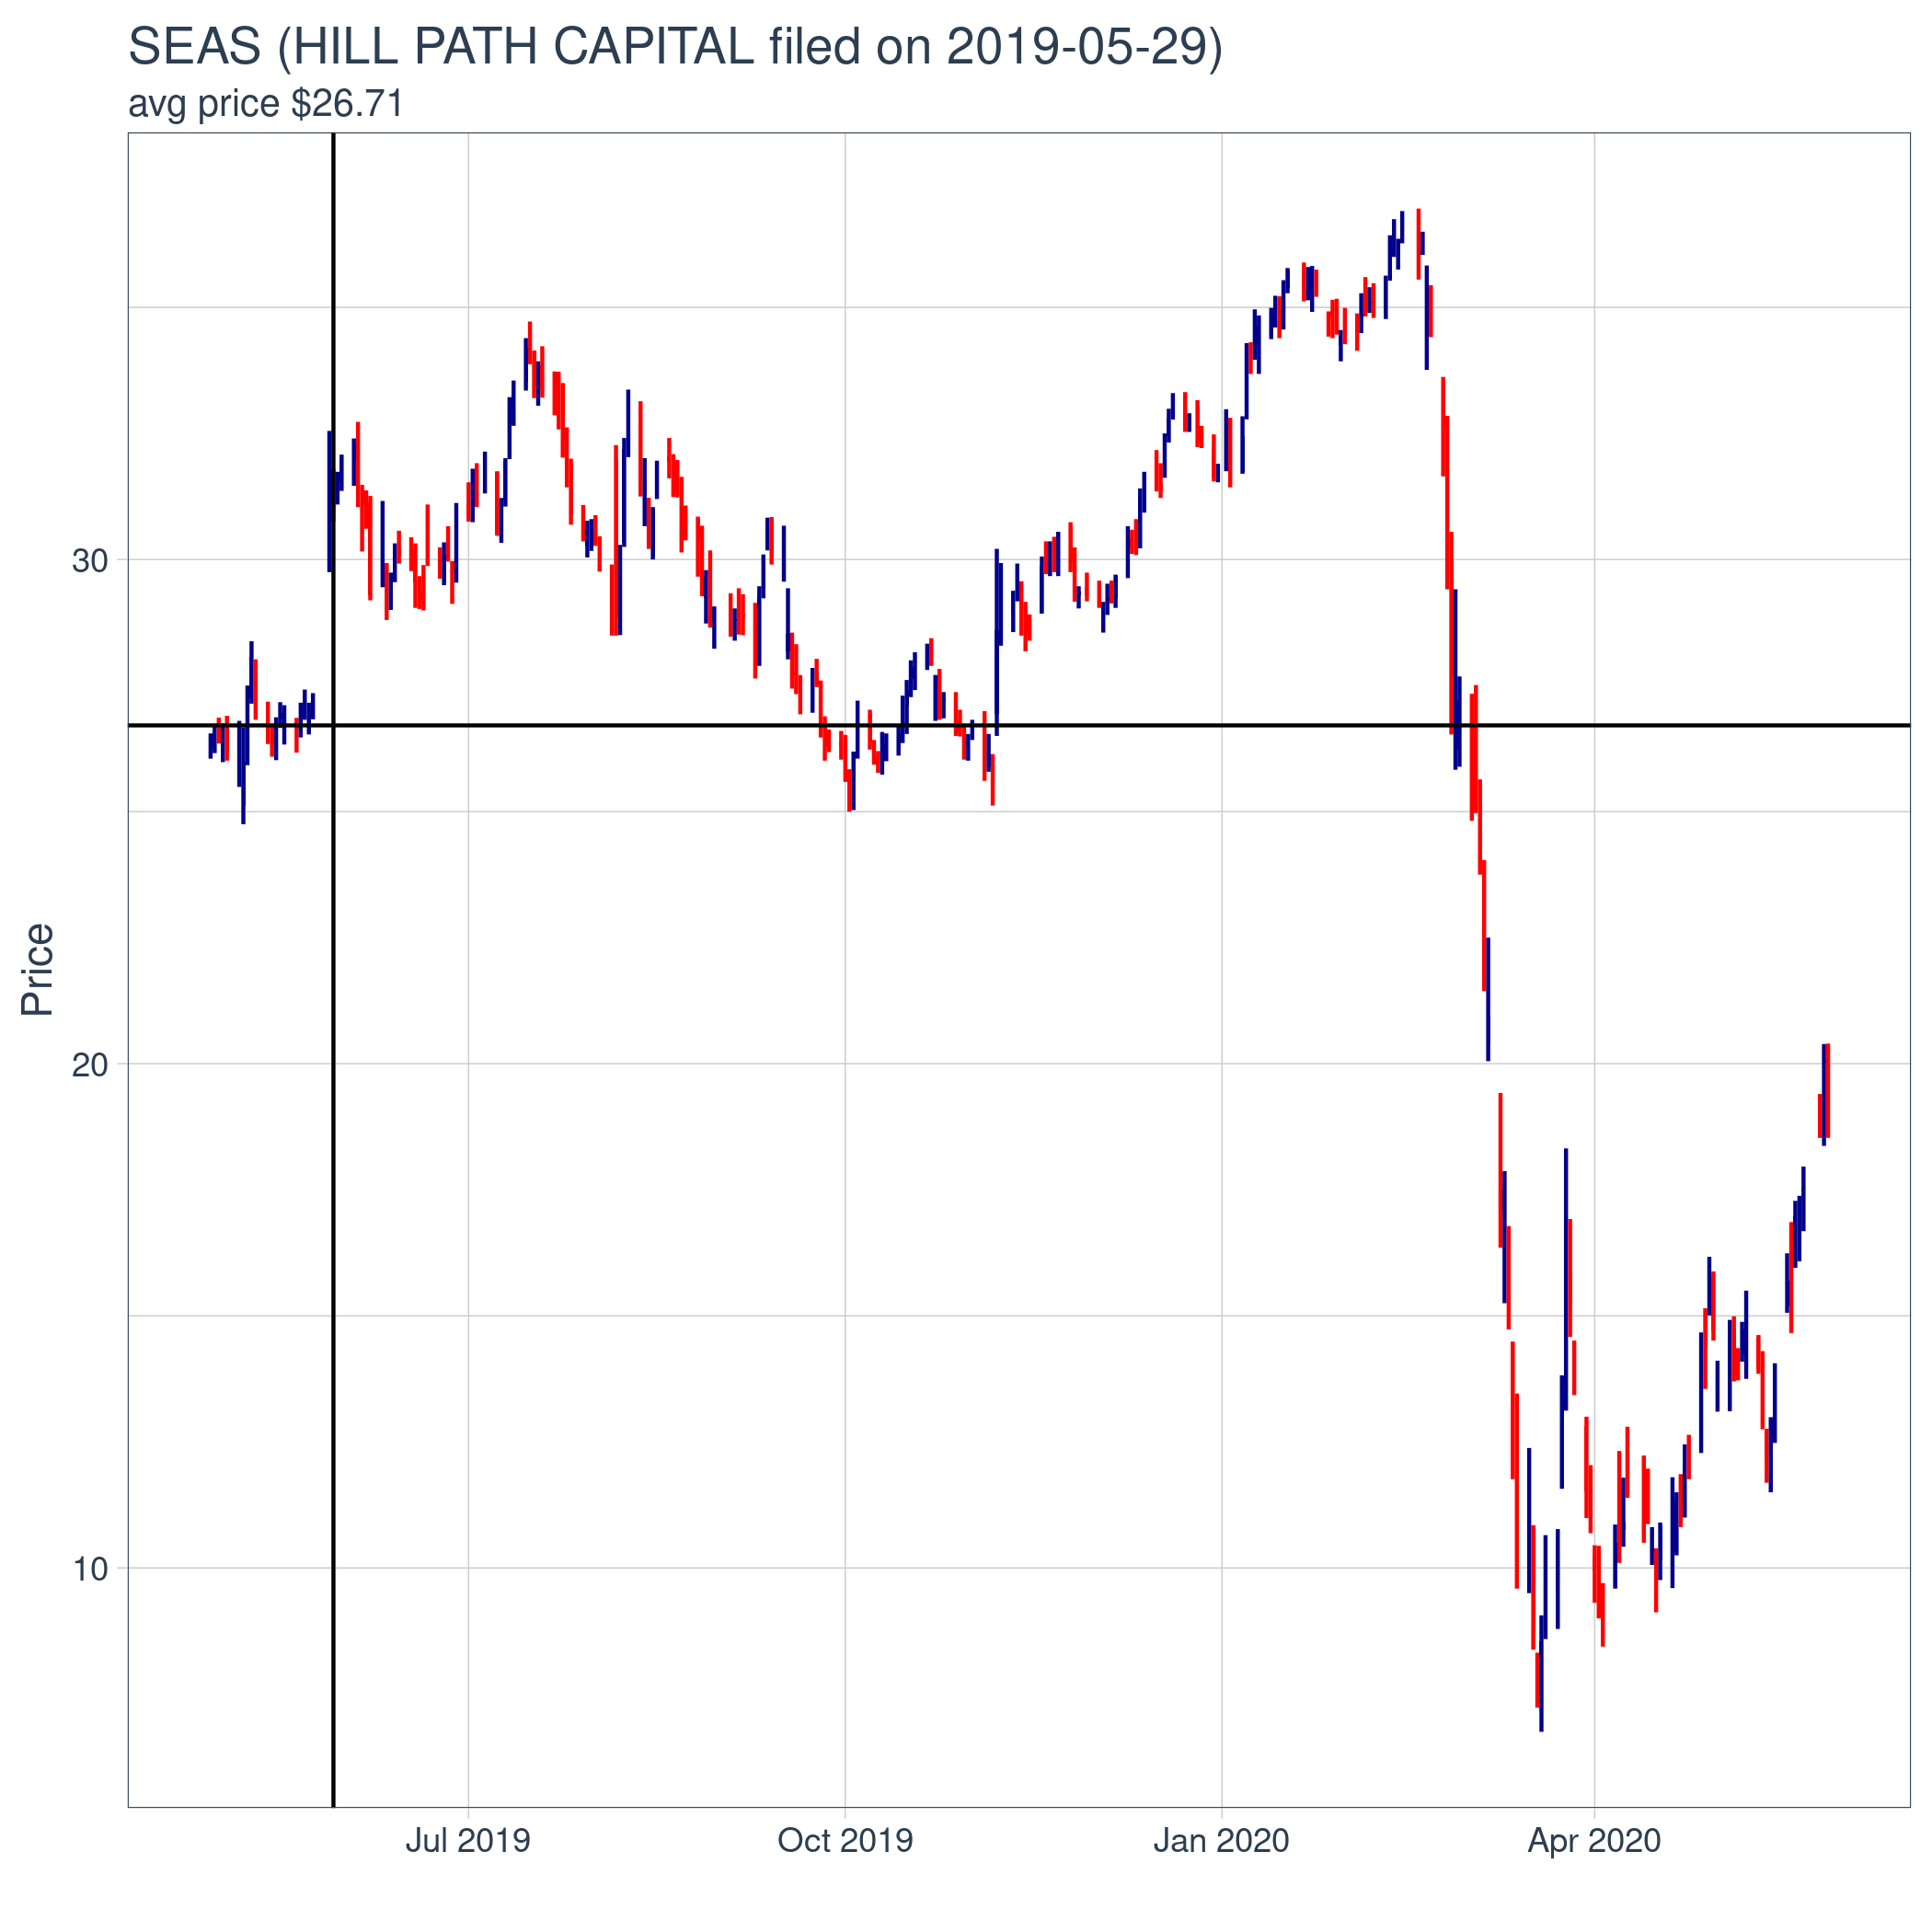 SEAS (HILL PATH CAPITAL filed on 2019-05-29)
avg price $26.71
Price
30
20
10
Jul 2019
Oct 2019
Jan 2020
Apr 2020